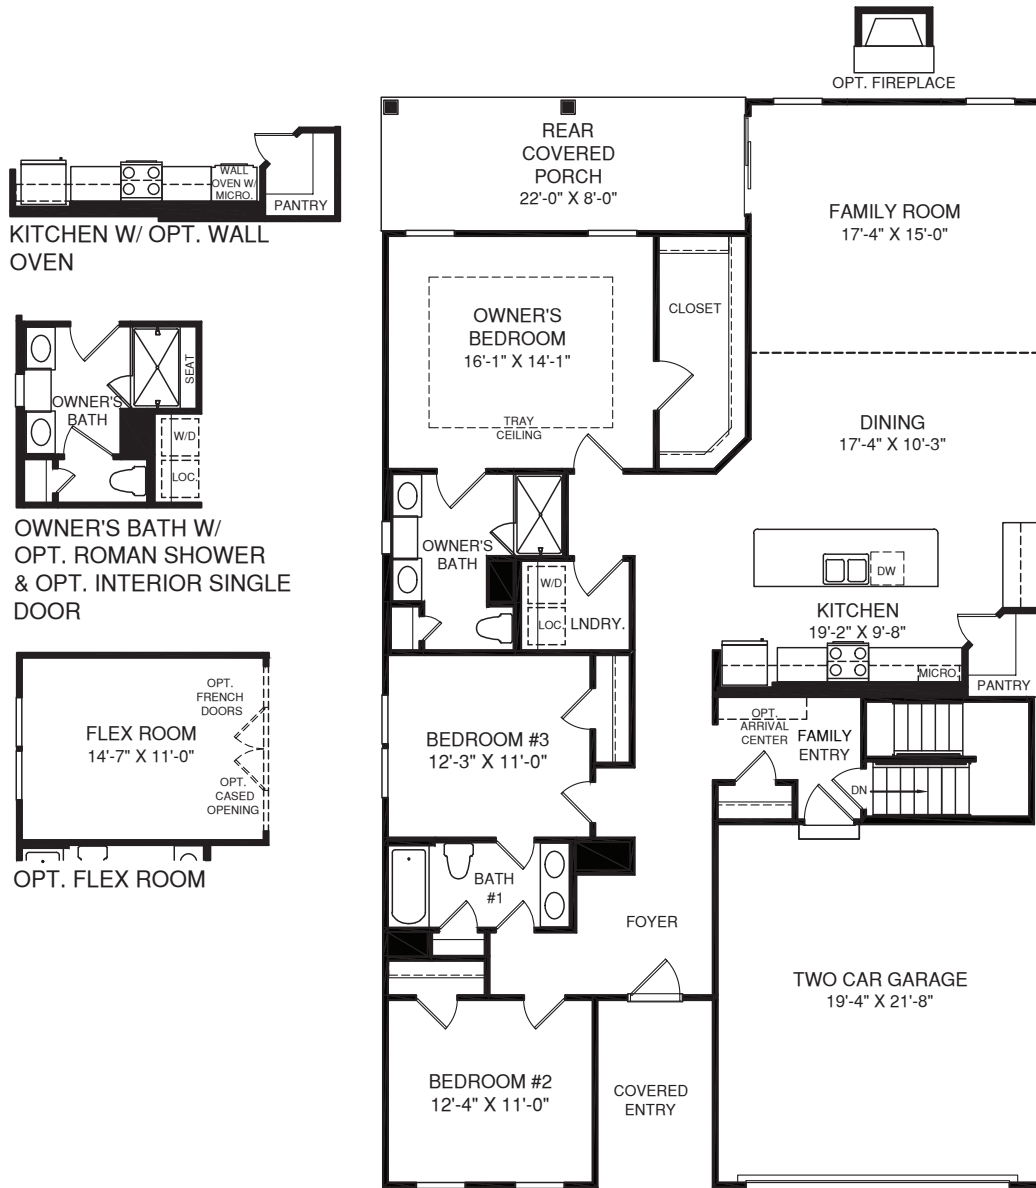 OPT. FIREPLACE
REAR
COVERED
PORCH
22'-0" X 8'-0"
FAMILY ROOM
17'-4" X 15'-0"
WALL
OVEN W/
MICRO.
PANTRY
KITCHEN W/ OPT. WALL
OVEN
OWNER'S
BEDROOM
16'-1" X 14'-1"
TRAY
CEILING
CLOSET
DINING
17'-4" X 10'-3"
SEAT
OWNER'S
BATH
W/D
LOC.
OWNER'S BATH W/
OPT. ROMAN SHOWER
& OPT. INTERIOR SINGLE
DOOR
OWNER'S
BATH
W/D
LOC.
LNDRY.
DW
KITCHEN
19'-2" X 9'-8"
MICRO.
PANTRY
OPT.
FRENCH
DOORS
FLEX ROOM
14'-7" X 11'-0"
OPT.
CASED
OPENING
OPT. FLEX ROOM
BEDROOM #3
12'-3" X 11'-0"
OPT.
ARRIVAL
CENTER
FAMILY
ENTRY
DN
BATH
#1
FOYER
TWO CAR GARAGE
19'-4" X 21'-8"
BEDROOM #2
12'-4" X 11'-0"
COVERED
ENTRY